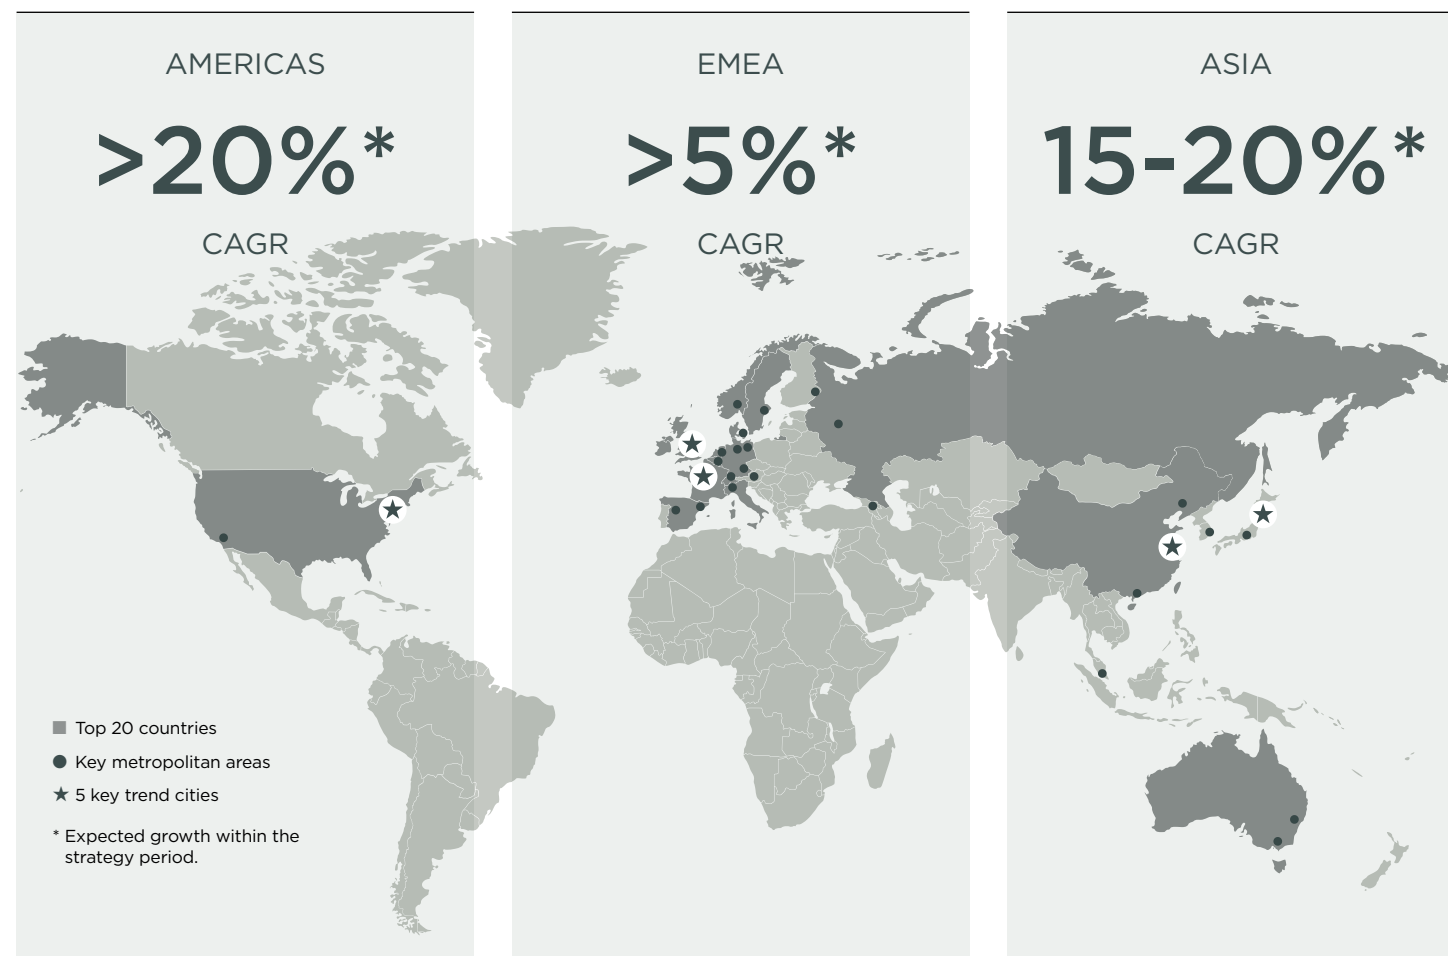 AMERICAS
>20%*
CAGR
EMEA
>5%*
CAGR
ASIA
15-20%*
CAGR
Top 20 countries
Key metropolitan areas
5 key trend cities
* Expected growth within the
strategy period.